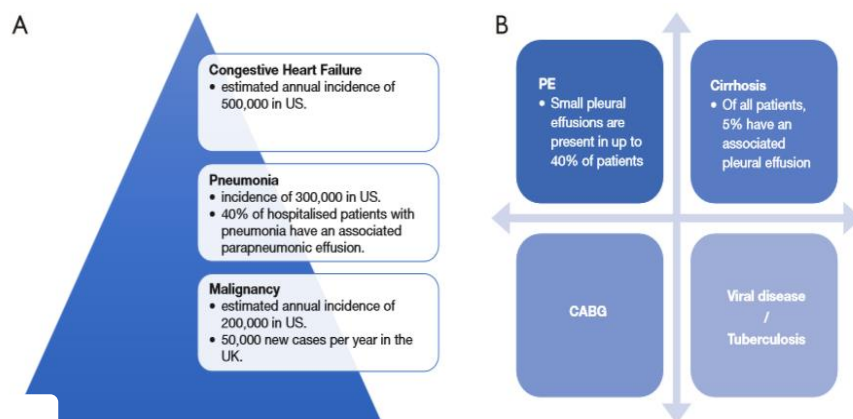 A
Congestive Heart Failure
• estimated annual incidence of
500,000 in US.
Pneumonia
• incidence of 300,000 in US.
• 40% of hospitalised patients with
pneumonia have an associated
parapneumonic effusion.
Malignancy
• estimated annual incidence of
200,000 in US.
• 50,000 new cases per year in the
UK.
B
PE
• Small pleural
effusions are
present in up to
40% of patients
Cirrhosis
• Of all patients,
5% have an
associated
pleural effusion
CABG
Viral disease
/
Tuberculosis